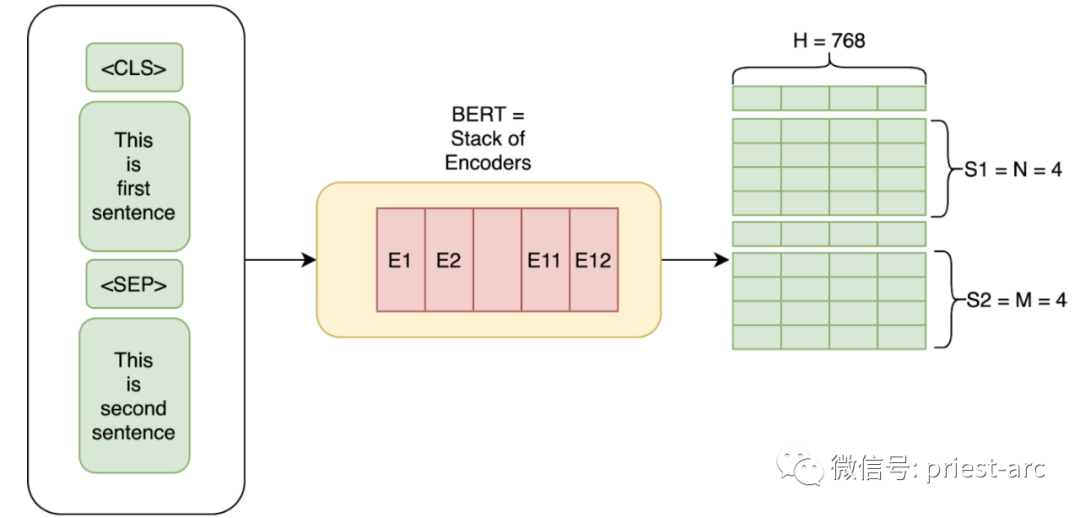 <CLS>
This
is
first
sentence
<SEP>
This
is
second
sentence
BERT =
Stack of
Encoders
E1
E2
E11
E12
H = 768
S1 = N = 4
S2 = M = 4
微信号: priest-arc